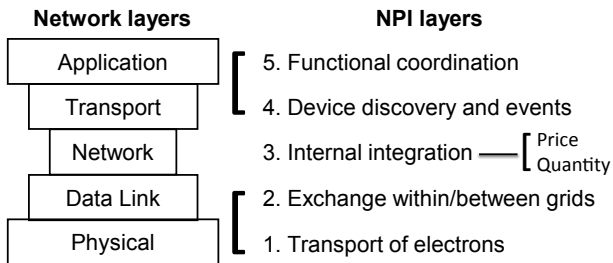 Network layers NPI layers
Application 5. Functional coordination
Transport 4. Device discovery and events
Network 3. Internal integration Price
Quantity
Data Link 2. Exchange within/between grids
Physical 1. Transport of electrons